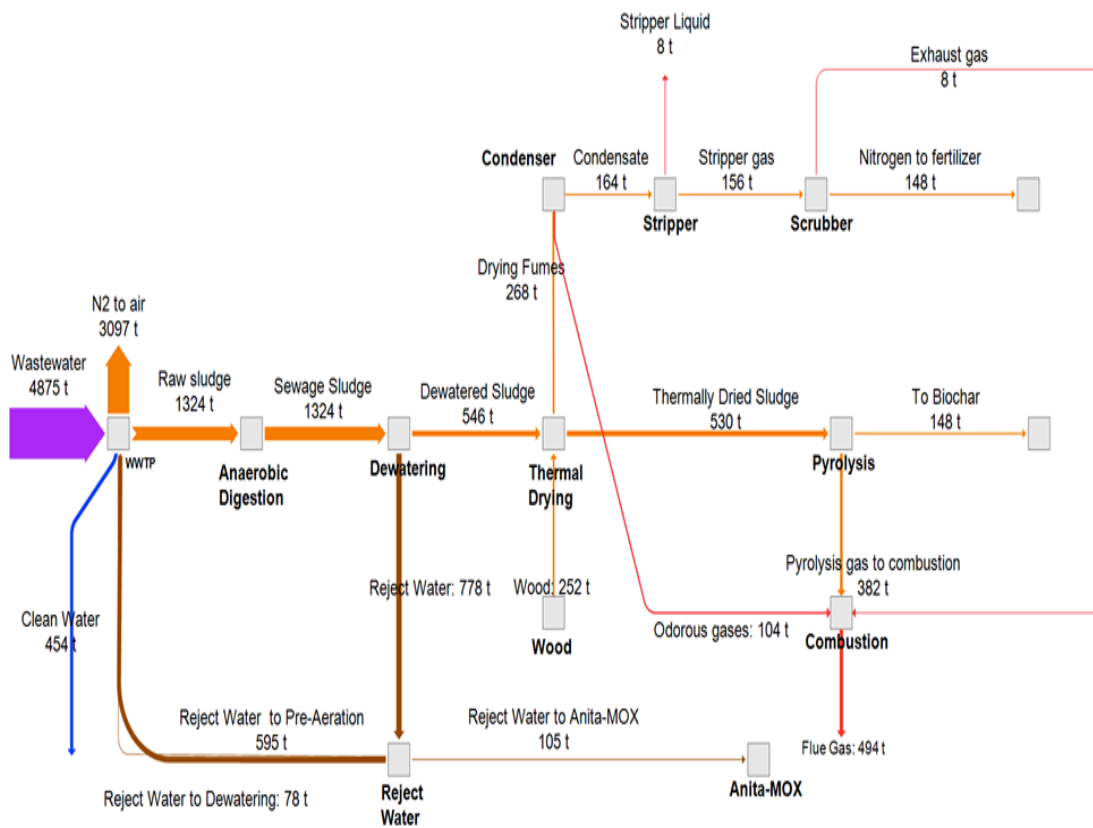 Stripper Liquid
8 t
Exhaust gas
8 t
Condenser
Condensate
164 t
Stripper gas
156 t
Nitrogen to fertilizer
148 t
Stripper
Scrubber
Drying Fumes
268 t
N2 to air
3097 t
Wastewater
4875 t
Raw sludge
1324 t
Sewage Sludge
1324 t
Dewatered Sludge
546 t
Thermally Dried Sludge
530 t
To Biochar
148 t
WWTP
Anaerobic
Digestion
Dewatering
Thermal
Drying
Pyrolysis
Reject Water: 778 t
Wood: 252 t
Pyrolysis gas to combustion
382 t
Clean Water
454 t
Wood
Odorous gases: 104 t
Combustion
Reject Water to Pre-Aeration
595 t
Reject Water to Anita-MOX
105 t
Flue Gas: 494 t
Reject Water to Dewatering: 78 t
Reject
Water
Anita-MOX